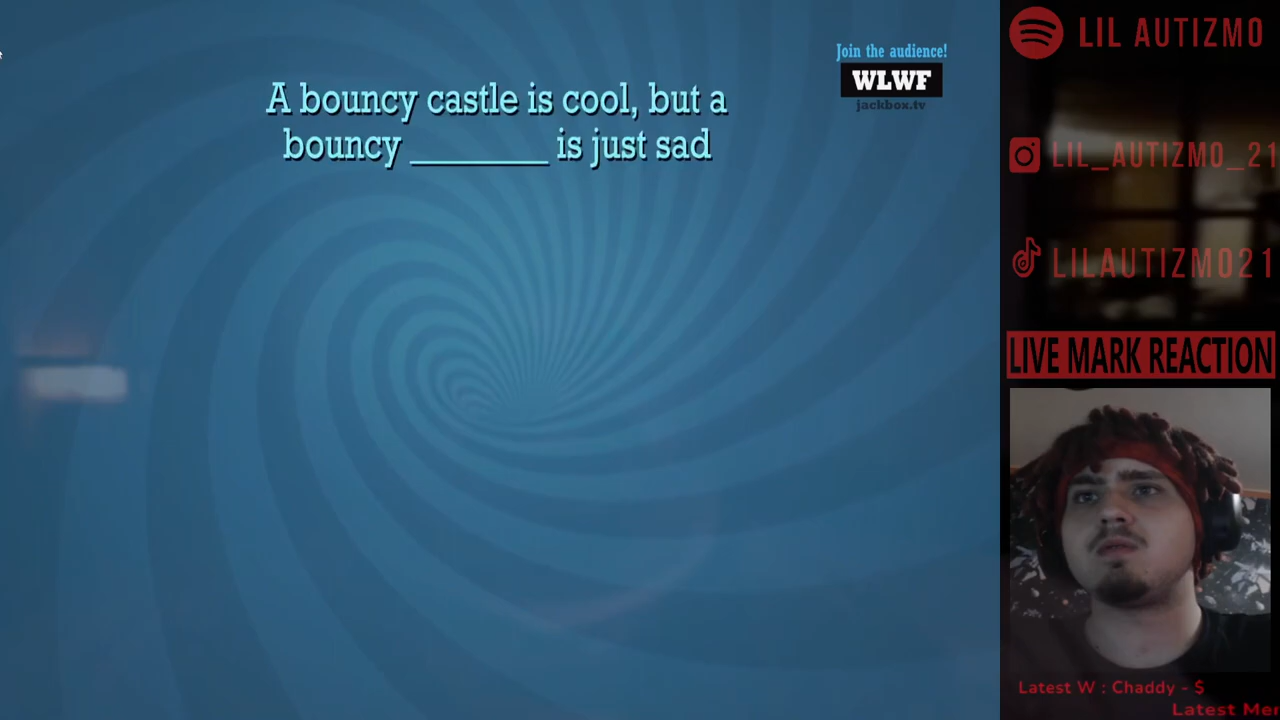 Join the audience!
WLWF
jackbox.tv
A bouncy castle is cool, but a
bouncy ________ is just sad
LIL AUTIZMO
LIL_AUTIZMO_21
LILAUTIZMO21
LIVE MARK REACTION
Latest W : Chaddy - $
Latest